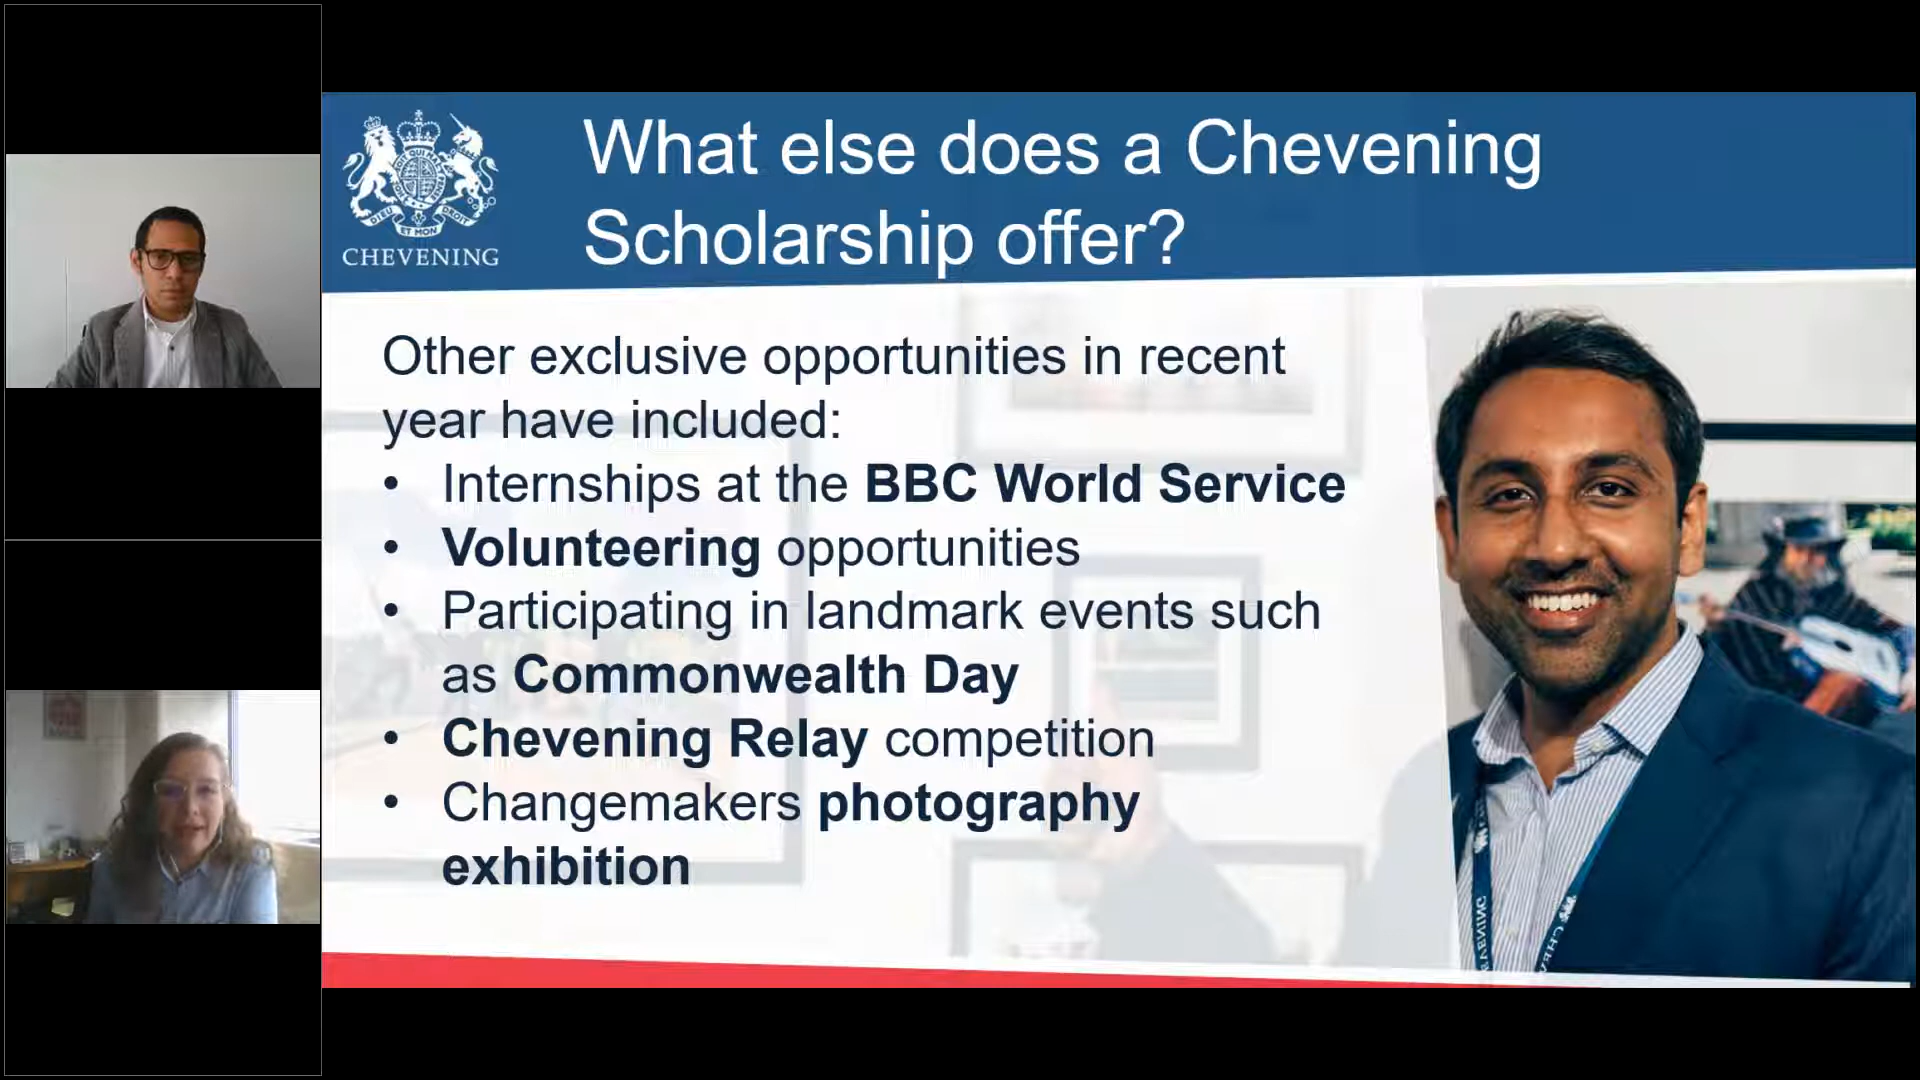 CHEVENING
What else does a Chevening
Scholarship offer?
Other exclusive opportunities in recent
year have included:
• Internships at the BBC World Service
• Volunteering opportunities
• Participating in landmark events such
as Commonwealth Day
• Chevening Relay competition
• Changemakers photography
exhibition